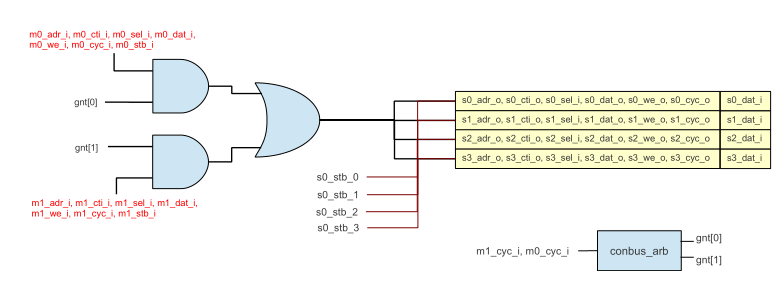 m0_adr_i, m0_cti_i, m0_sel_i, m0_dat_i,
m0_we_i, m0_cyc_i, m0_stb_i
gnt[0]
gnt[1]
m1_adr_i, m1_cti_i, m1_sel_i, m1_dat_i,
m1_we_i, m1_cyc_i, m1_stb_i
s0_adr_o, s0_cti_o, s0_sel_i, s0_dat_o, s0_we_o, s0_cyc_o s0_dat_i
s1_adr_o, s1_cti_o, s1_sel_i, s1_dat_o, s1_we_o, s1_cyc_o s1_dat_i
s2_adr_o, s2_cti_o, s2_sel_i, s2_dat_o, s2_we_o, s2_cyc_o s2_dat_i
s3_adr_o, s3_cti_o, s3_sel_i, s3_dat_o, s3_we_o, s3_cyc_o s3_dat_i
s0_stb_0
s0_stb_1
s0_stb_2
s0_stb_3
m1_cyc_i, m0_cyc_i
conbus_arb
gnt[0]
gnt[1]